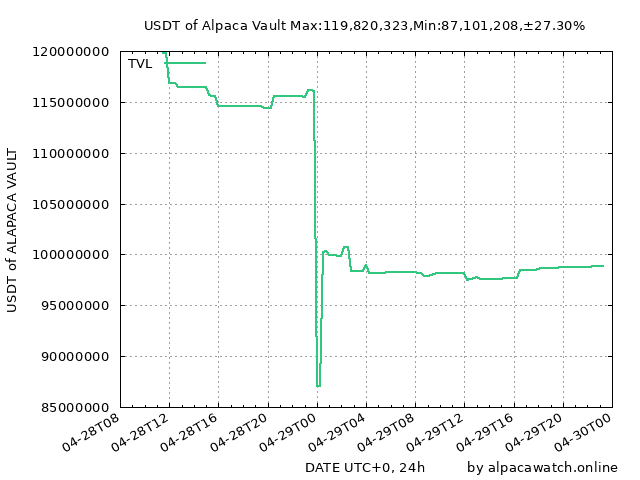 USDT of Alpaca Vault Max:119,820,323,Min:87,101,208,±27.30%
120000000
TVL
115000000
110000000
105000000
100000000
95000000
90000000
85000000
USDT of ALAPACA VAULT
04-28T08
04-28T12
04-28T16
04-28T20
04-29T00
04-29T04
04-29T08
04-29T12
04-29T16
04-29T20
04-30T00
DATE UTC+0, 24h
by alpacawatch.online